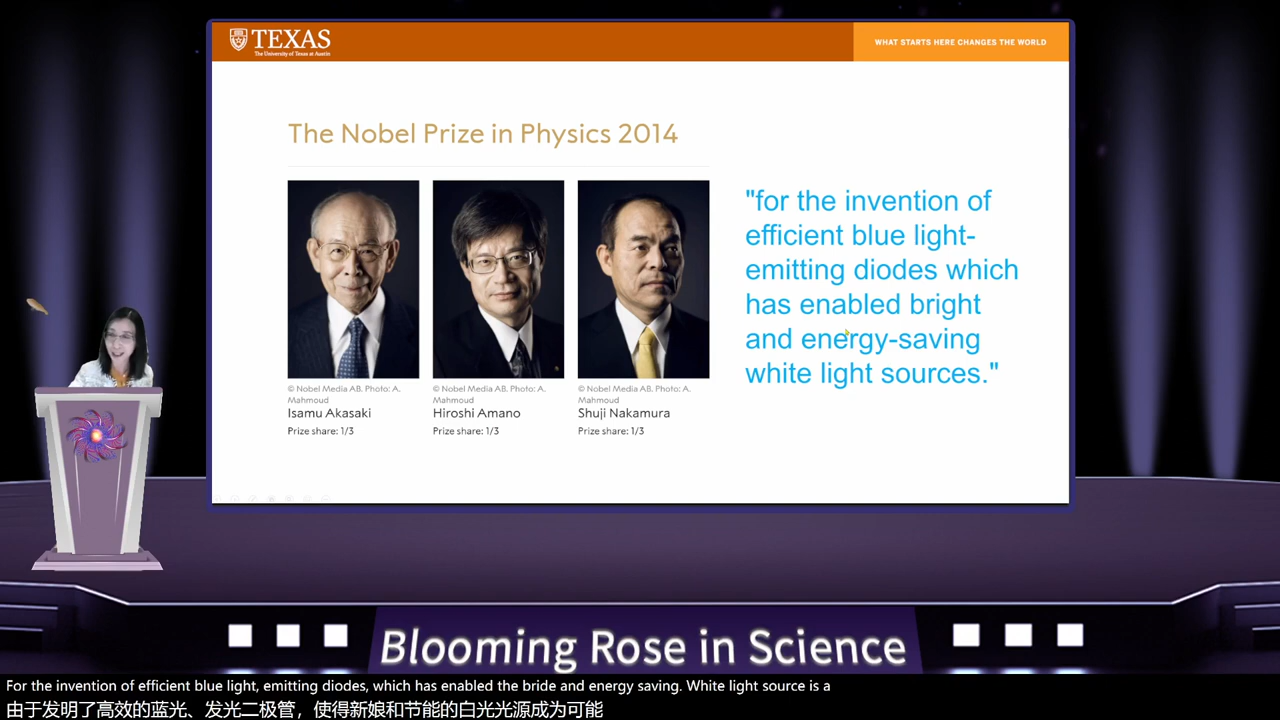 TEXAS
The University of Texas at Austin
WHAT STARTS HERE CHANGES THE WORLD
The Nobel Prize in Physics 2014
© Nobel Media AB. Photo: A.
Mahmoud
Isamu Akasaki
Prize share: 1/3
© Nobel Media AB. Photo: A.
Mahmoud
Hiroshi Amano
Prize share: 1/3
© Nobel Media AB. Photo: A.
Mahmoud
Shuji Nakamura
Prize share: 1/3
"for the invention of
efficient blue light-
emitting diodes which
has enabled bright
and energy-saving
white light sources."
Blooming Rose in Science
For the invention of efficient blue light, emitting diodes, which has enabled the bride and energy saving. White light source is a
由于发明了高效的蓝光、发光二极管，使得新娘和节能的白光光源成为可能